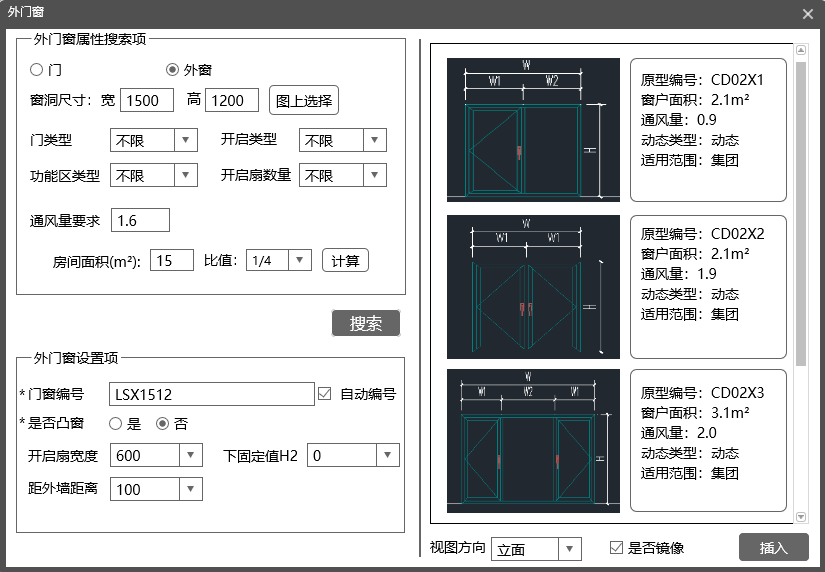 外门窗
外门窗属性搜索项
门 外窗
窗洞尺寸: 宽 1500 高 1200 图上选择
门类型 不限 开启类型 不限
功能区类型 不限 开启扇数量 不限
通风量要求 1.6
房间面积(m²): 15 比值: 1/4 计算
搜索
外门窗设置项
*门窗编号 LSX1512 自动编号
*是否凸窗 是 否
开启扇宽度 600 下固定值H2 0
距外墙距离 100
W
W1 W2
H
原型编号: CD02X1
窗户面积: 2.1m²
通风量: 0.9
动态类型: 动态
适用范围: 集团
W
W1 W1
H
原型编号: CD02X2
窗户面积: 2.1m²
通风量: 1.9
动态类型: 动态
适用范围: 集团
W
W1 W2 W1
H
原型编号: CD02X3
窗户面积: 3.1m²
通风量: 2.0
动态类型: 动态
适用范围: 集团
视图方向 立面 是否镜像 插入